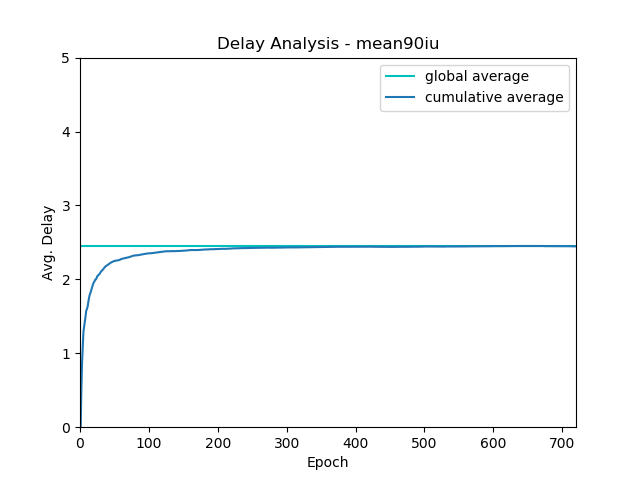 Delay Analysis - mean90iu
global average
cumulative average
Avg. Delay
5
4
3
2
1
0
0 100 200 300 400 500 600 700
Epoch